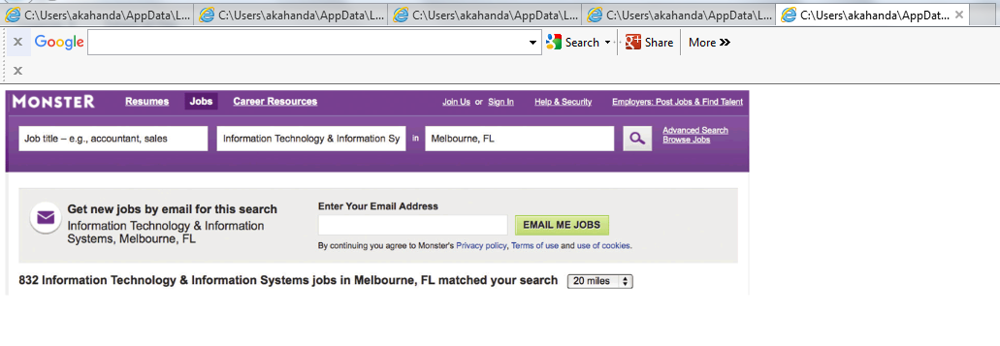 C:\Users\akahanda\AppData\L... C:\Users\akahanda\AppData\L... C:\Users\akahanda\AppData\L... C:\Users\akahanda\AppData\L... C:\Users\akahanda\AppDat... x
x Google Search Share More »
x
MONSTER Resumes Jobs Career Resources Join Us or Sign In Help & Security Employers: Post Jobs & Find Talent
Job title – e.g., accountant, sales Information Technology & Information Sy in Melbourne, FL Advanced Search
Browse Jobs
Get new jobs by email for this search
Information Technology & Information
Systems, Melbourne, FL
Enter Your Email Address
EMAIL ME JOBS
By continuing you agree to Monster's Privacy policy, Terms of use and use of cookies.
832 Information Technology & Information Systems jobs in Melbourne, FL matched your search 20 miles